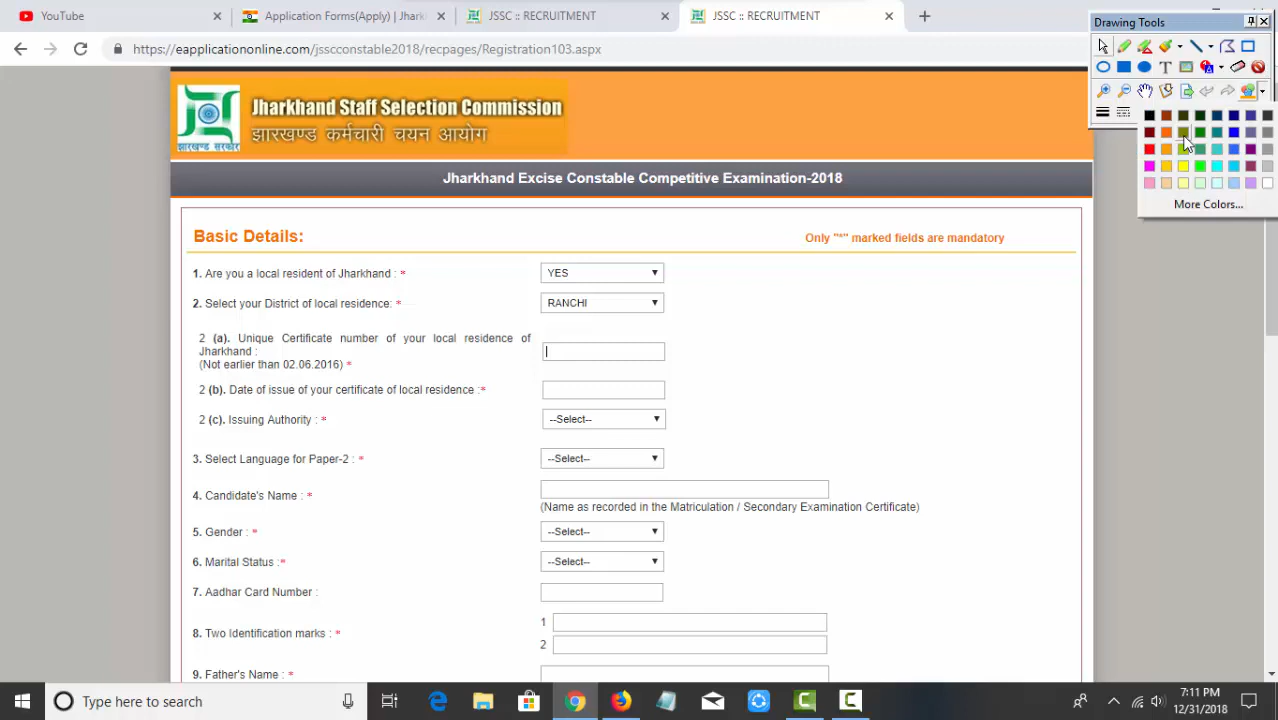 YouTube
Application Forms(Apply) | Jhark
JSSC :: RECRUITMENT
JSSC :: RECRUITMENT
Drawing Tools
https://eapplicationonline.com/jsscconstable2018/recpages/Registration103.aspx
T
A
More Colors...
Jharkhand Staff Selection Commission
झारखण्ड कर्मचारी चयन आयोग
झारखण्ड सरकार
Jharkhand Excise Constable Competitive Examination-2018
Basic Details:
Only "*" marked fields are mandatory
1. Are you a local resident of Jharkhand : * YES
2. Select your District of local residence: * RANCHI
2 (a). Unique Certificate number of your local residence of
Jharkhand :
(Not earlier than 02.06.2016) *
2 (b). Date of issue of your certificate of local residence :*
2 (c). Issuing Authority : * --Select--
3. Select Language for Paper-2 : * --Select--
4. Candidate's Name : *
(Name as recorded in the Matriculation / Secondary Examination Certificate)
5. Gender : * --Select--
6. Marital Status :* --Select--
7. Aadhar Card Number :
8. Two Identification marks : *
1
2
9. Father's Name : *
Type here to search
7:11 PM
12/31/2018